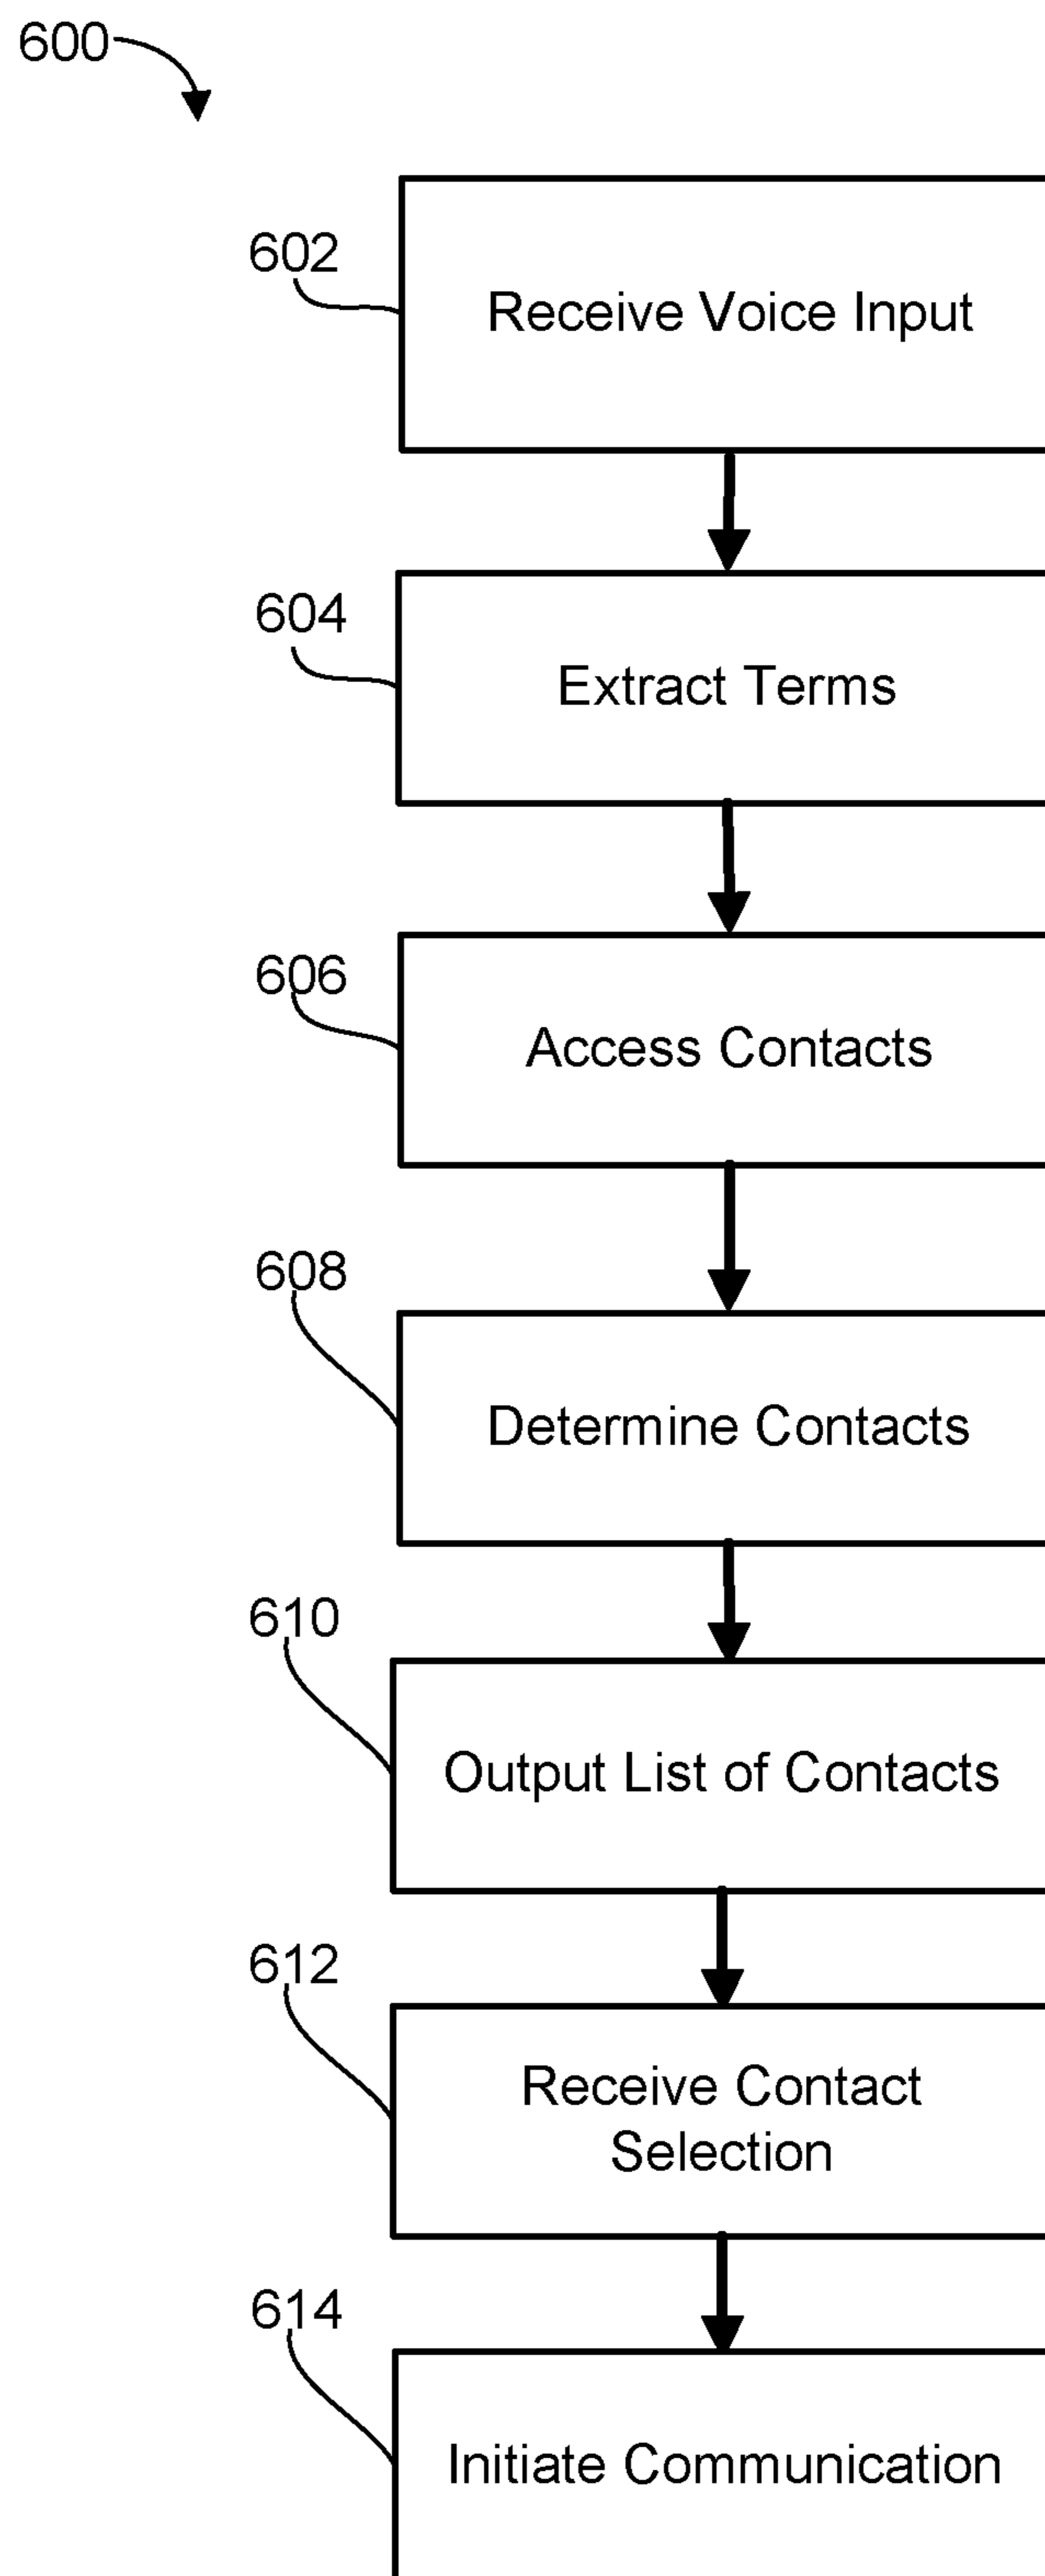 600
602
Receive Voice Input
604
Extract Terms
606
Access Contacts
608
Determine Contacts
610
Output List of Contacts
612
Receive Contact
Selection
614
Initiate Communication